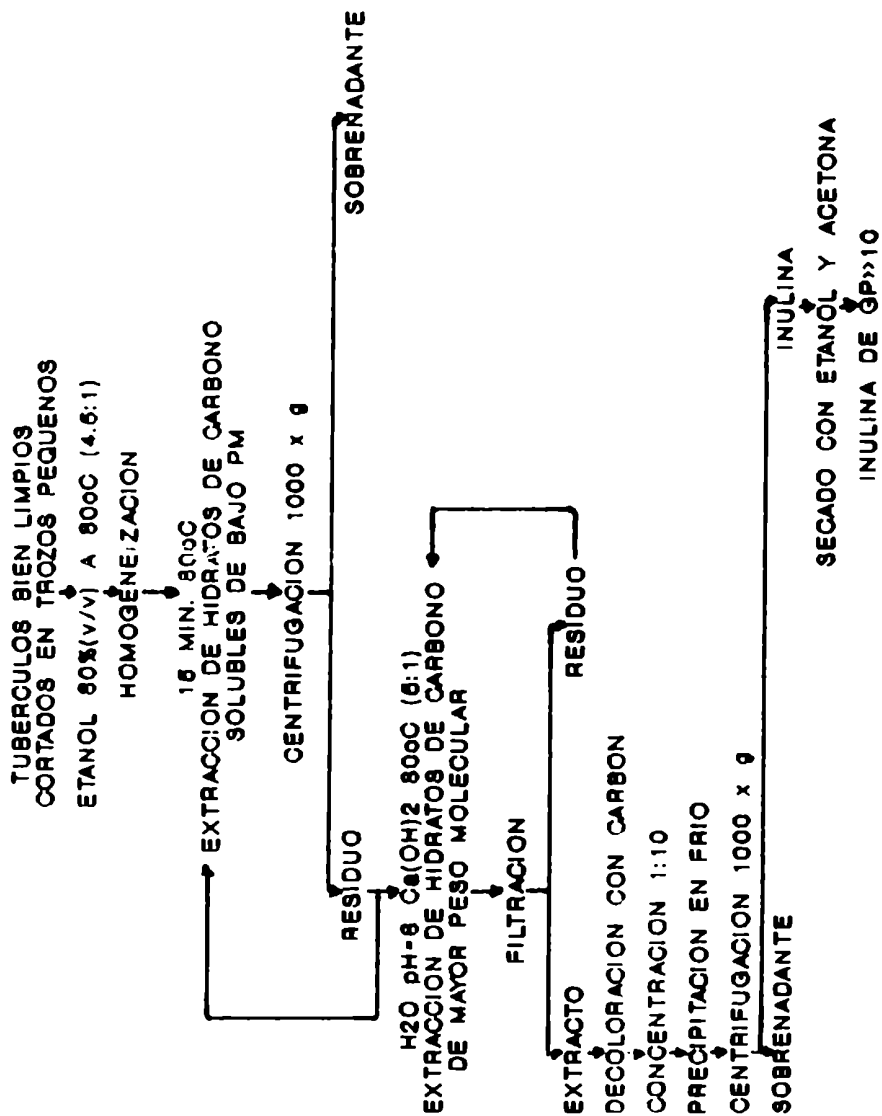 TUBERCULOS BIEN LIMPIOS
CORTADOS EN TROZOS PEQUENOS
ETANOL 80%(v/v) A 80oC (4.6:1)
HOMOGENEIZACION
15 MIN. 80oC
EXTRACCION DE HIDRATOS DE CARBONO
SOLUBLES DE BAJO PM
CENTRIFUGACION 1000 x g
RESIDUO
SOBRENADANTE
H2O pH=8 Ca(OH)2 80oC (5:1)
EXTRACCION DE HIDRATOS DE CARBONO
DE MAYOR PESO MOLECULAR
FILTRACION
EXTRACTO
RESIDUO
DECOLORACION CON CARBON
CONCENTRACION 1:10
PRECIPITACION EN FRIO
CENTRIFUGACION 1000 x g
SOBRENADANTE
INULINA
SECADO CON ETANOL Y ACETONA
INULINA DE GP>>10